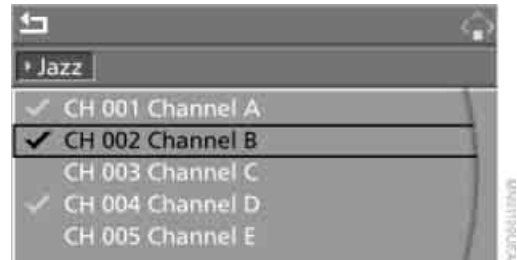 Jazz
CH 001 Channel A
CH 002 Channel B
CH 003 Channel C
CH 004 Channel D
CH 005 Channel E